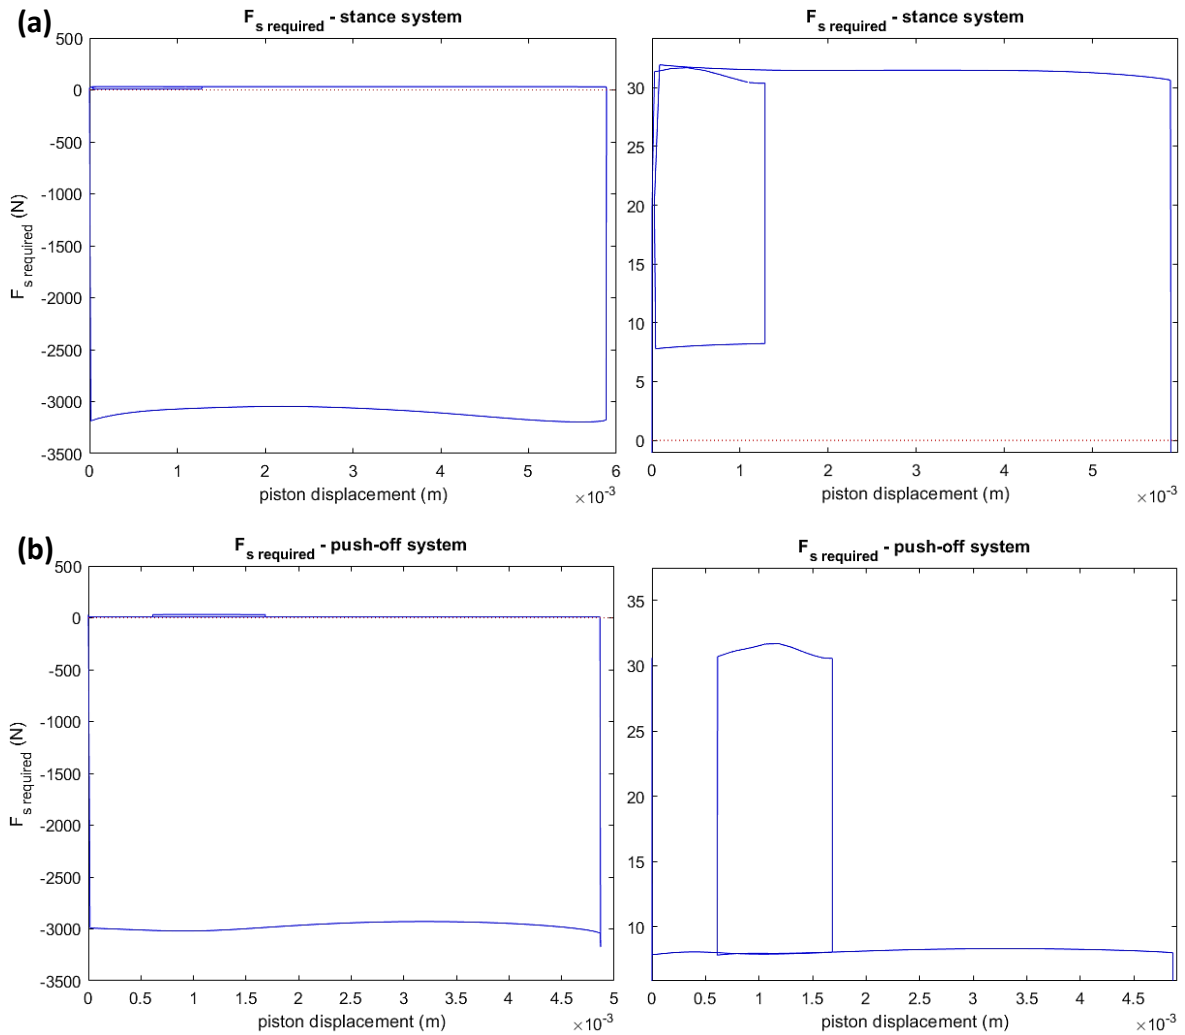 (a)
F s required - stance system
500
0
-500
-1000
-1500
-2000
-2500
-3000
-3500
F s required (N)
0 1 2 3 4 5 6
piston displacement (m)
×10-3
F s required - stance system
30
25
20
15
10
5
0
0 1 2 3 4 5
piston displacement (m)
×10-3
(b)
F s required - push-off system
500
0
-500
-1000
-1500
-2000
-2500
-3000
-3500
F s required (N)
0 0.5 1 1.5 2 2.5 3 3.5 4 4.5 5
piston displacement (m)
×10-3
F s required - push-off system
35
30
25
20
15
10
0 0.5 1 1.5 2 2.5 3 3.5 4 4.5
piston displacement (m)
×10-3